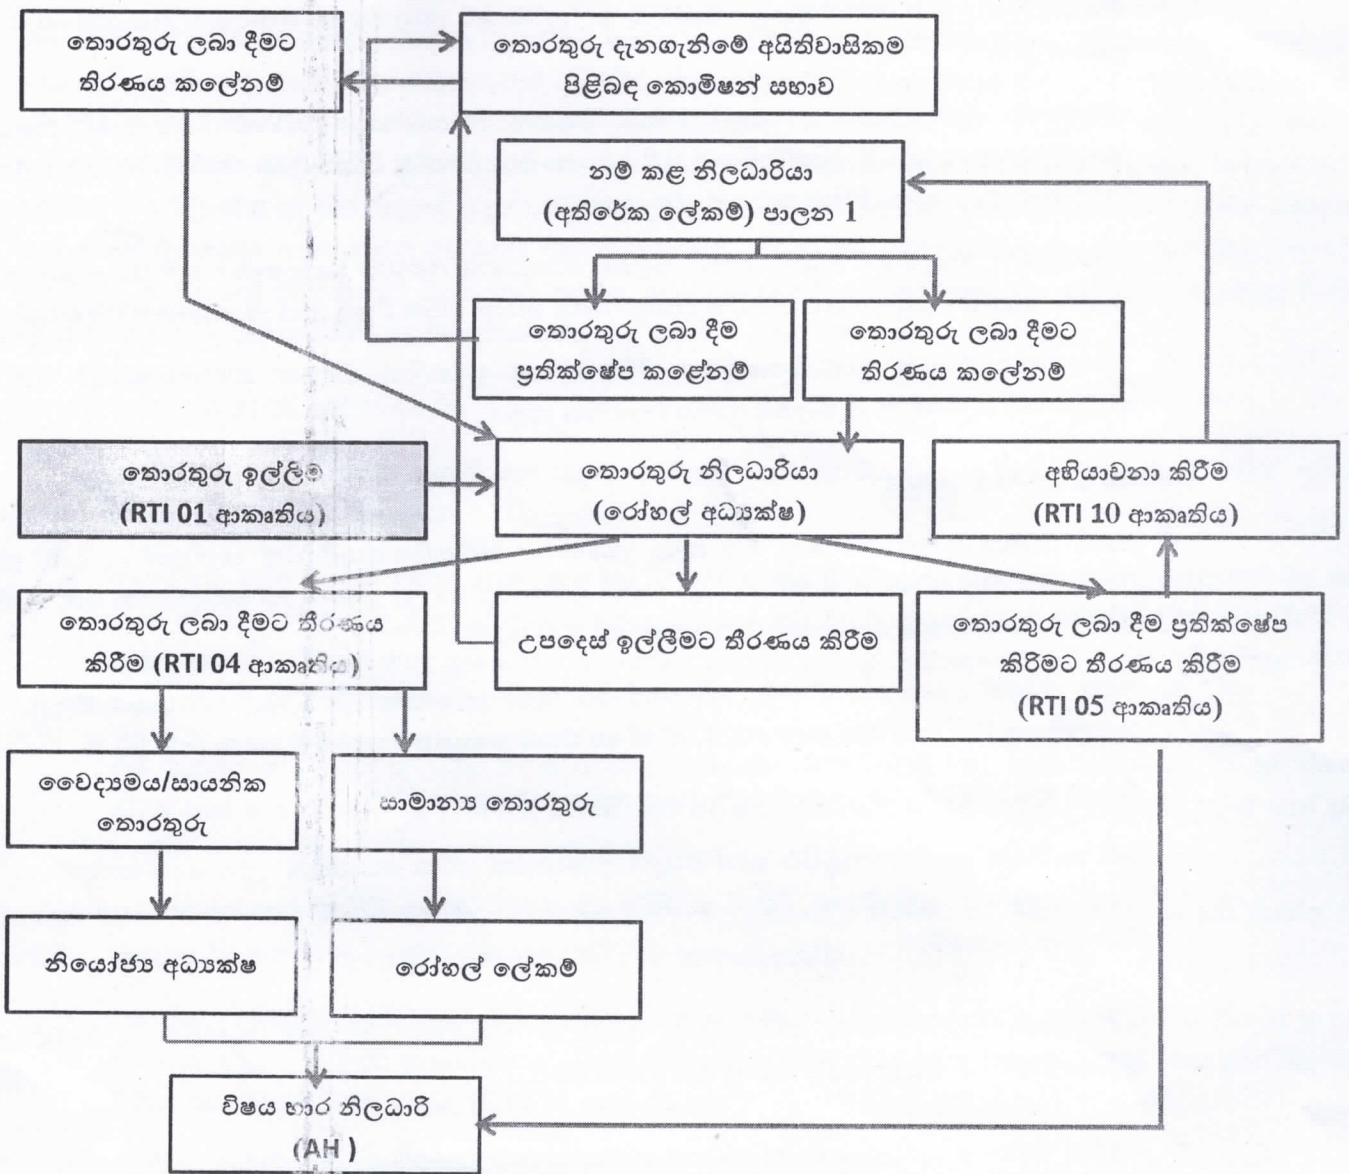 තොරතුරු ලබා දීමට
තිරණය කලේනම්
තොරතුරු දැනගැනිමේ අයිතිවාසිකම
පිළිබඳ කොමිෂන් සභාව
නම් කළ නිලධාරියා
(අතිරේක ලේකම්) පාලන 1
තොරතුරු ලබා දීම
ප්‍රතික්ෂේප කළේනම්
තොරතුරු ලබා දීමට
තිරණය කලේනම්
තොරතුරු ඉල්ලිම
(RTI 01 ආකෘතිය)
තොරතුරු නිලධාරියා
(රෝහල් අධ්‍යක්ෂ)
අභියාචනා කිරීම
(RTI 10 ආකෘතිය)
තොරතුරු ලබා දීමට තීරණය
කිරීම (RTI 04 ආකෘතිය)
උපදෙස් ඉල්ලීමට තීරණය කිරීම
තොරතුරු ලබා දීම ප්‍රතික්ෂේප
කිරිමට තීරණය කිරීම
(RTI 05 ආකෘතිය)
වෛද්‍යමය/සායනික
තොරතුරු
සාමාන්‍ය තොරතුරු
නියෝජ්‍ය අධ්‍යක්ෂ
රෝහල් ලේකම්
විෂය භාර නිලධාරි
(AH )